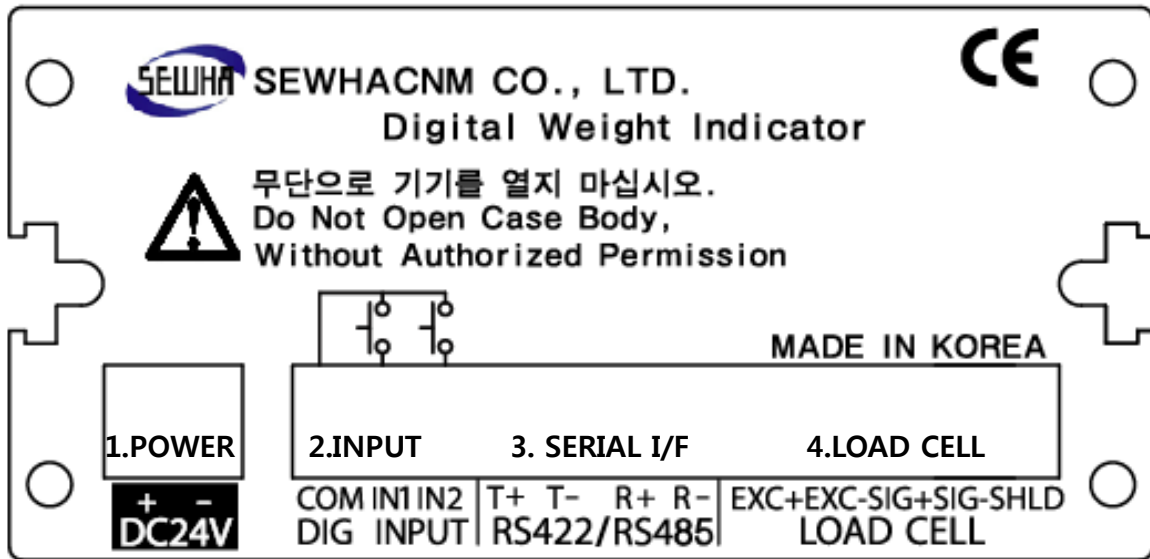 SEWHA SEWHACNM CO., LTD.
CE
Digital Weight Indicator
무단으로 기기를 열지 마십시오.
Do Not Open Case Body,
Without Authorized Permission
MADE IN KOREA
1.POWER
2.INPUT
3. SERIAL I/F
4.LOAD CELL
+ -
DC24V
COM IN1 IN2
DIG INPUT
T+ T- R+ R-
RS422/RS485
EXC+EXC-SIG+SIG-SHLD
LOAD CELL